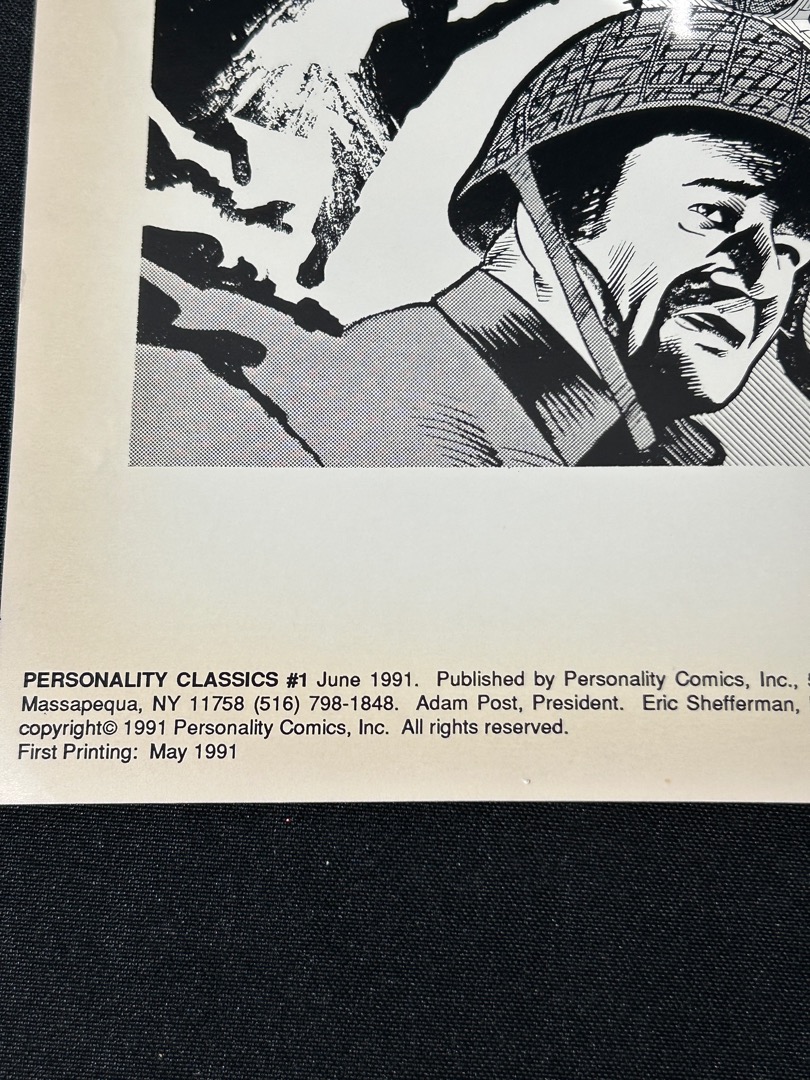 PERSONALITY CLASSICS #1 June 1991. Published by Personality Comics, Inc.,
Massapequa, NY 11758 (516) 798-1848. Adam Post, President. Eric Shefferman,
copyright© 1991 Personality Comics, Inc. All rights reserved.
First Printing: May 1991